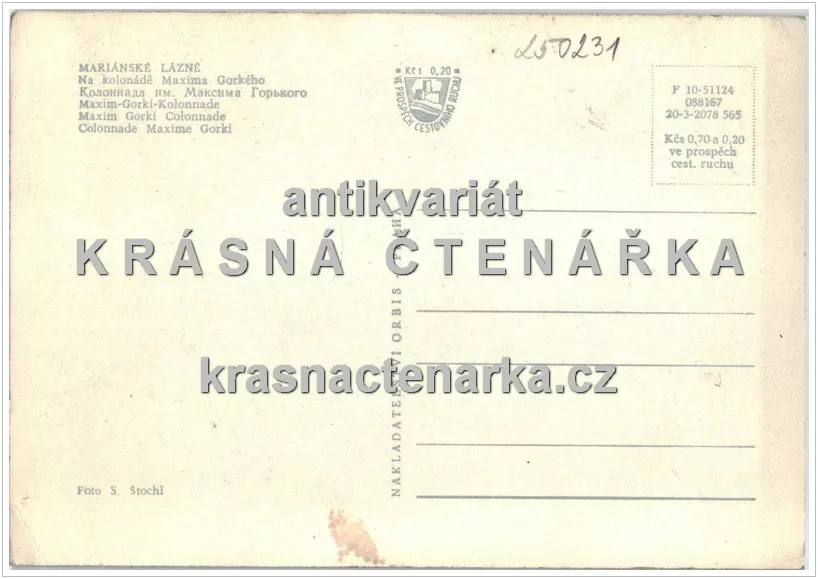 MARIÁNSKÉ LÁZNĚ
Na kolonádě Maxima Gorkého
Колоннада им. Максима Горького
Maxim-Gorki-Kolonnade
Maxim Gorki Colonnade
Colonnade Maxime Gorki
Kčs 0,20
VE PROSPĚCH CESTOVNÍHO RUCHU
250231
F 10-51124
088167
20-3-2078 565
Kčs 0,70 a 0,20
ve prospěch
cest. ruchu
antikvariát
KRÁSNÁ ČTENÁŘKA
krasnactenarka.cz
NAKLADATELSTVÍ ORBIS PRAHA
Foto S. Štochl